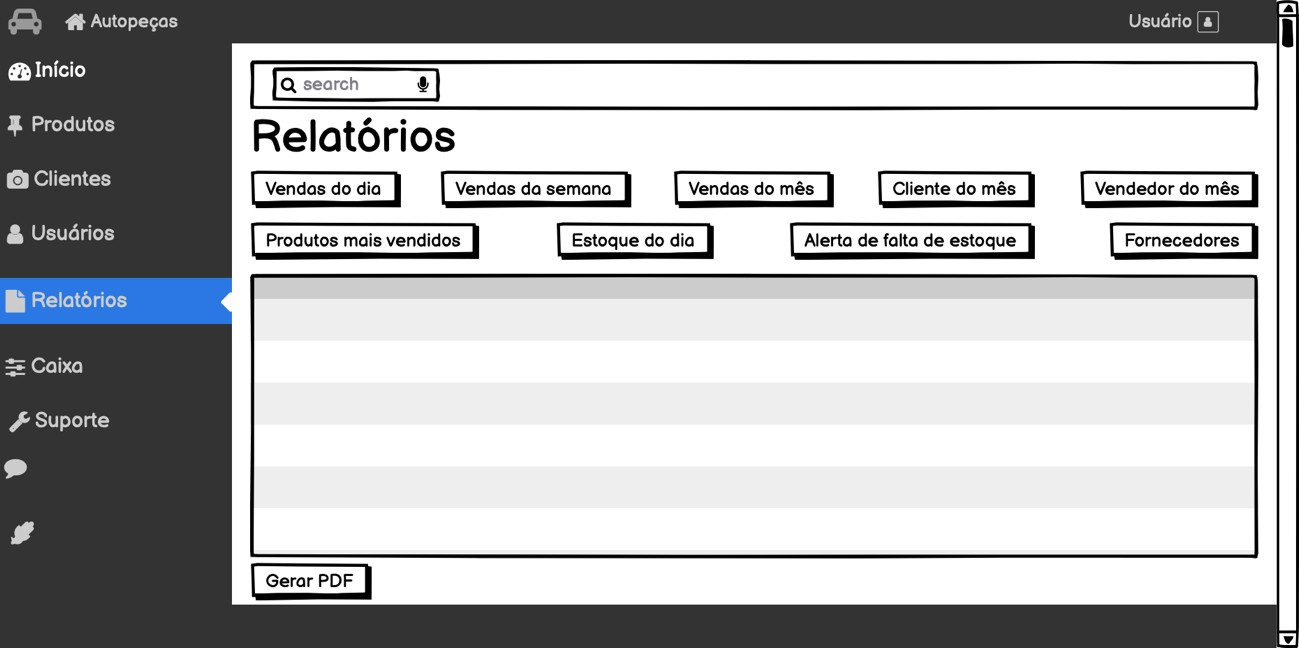 Autopeças
Usuário
Início
Produtos
Clientes
Usuários
Relatórios
Caixa
Suporte
search
Relatórios
Vendas do dia
Vendas da semana
Vendas do mês
Cliente do mês
Vendedor do mês
Produtos mais vendidos
Estoque do dia
Alerta de falta de estoque
Fornecedores
Gerar PDF